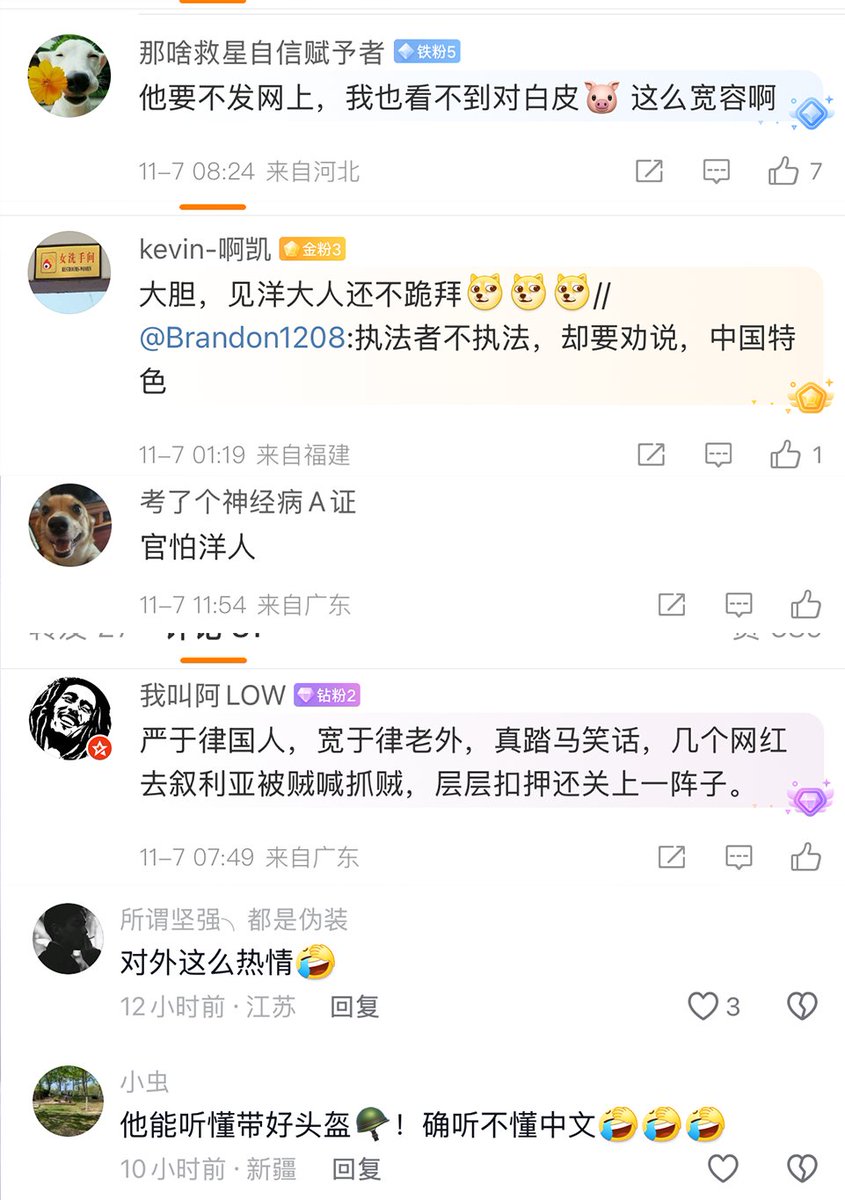 那啥救星自信赋予者 铁粉5
他要不发网上，我也看不到对白皮🐷 这么宽容啊
11-7 08:24 来自河北
7
女洗手间
kevin-啊凯 金粉3
大胆，见洋大人还不跪拜//
@Brandon1208:执法者不执法，却要劝说，中国特
色
11-7 01:19 来自福建
1
考了个神经病A证
官怕洋人
11-7 11:54 来自广东
我叫阿LOW 钻粉2
严于律国人，宽于律老外，真踏马笑话，几个网红
去叙利亚被贼喊抓贼，层层扣押还关上一阵子。
11-7 07:49 来自广东
所谓坚强ヽ都是伪装
对外这么热情🤣
12小时前·江苏 回复
3
小虫
他能听懂带好头盔🪖！确听不懂中文🤣🤣🤣
10小时前·新疆 回复